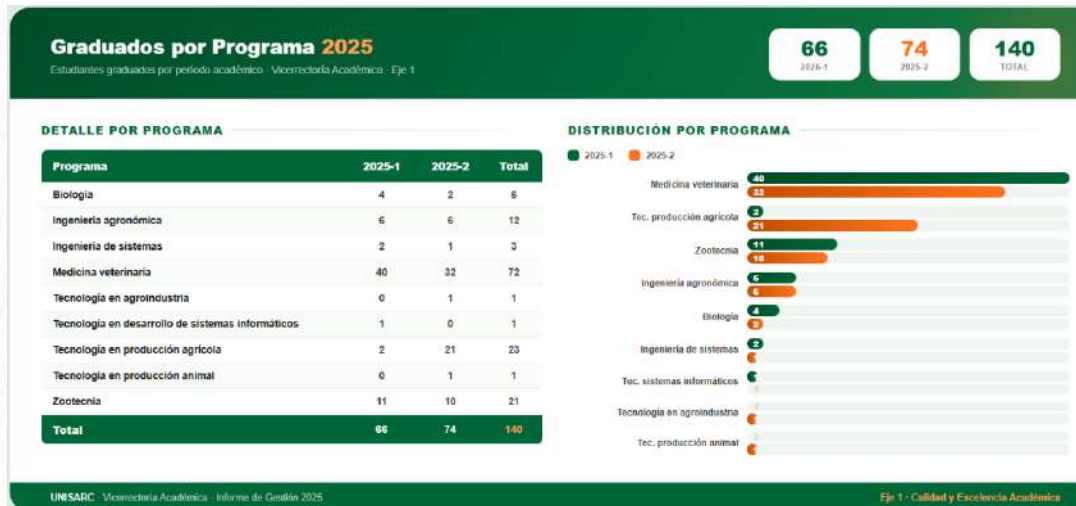 Graduados por Programa 2025
Estudiantes graduados por período académico - Vicerrectoría Académica - Eje 1
66
2025-1
74
2025-2
140
TOTAL
DETALLE POR PROGRAMA
Programa 2025-1 2025-2 Total
Biología 4 2 6
Ingeniería agronómica 6 6 12
Ingeniería de sistemas 2 1 3
Medicina veterinaria 40 32 72
Tecnología en agroindustria 0 1 1
Tecnología en desarrollo de sistemas informáticos 1 0 1
Tecnología en producción agrícola 2 21 23
Tecnología en producción animal 0 1 1
Zootecnia 11 10 21
Total 66 74 140
DISTRIBUCIÓN POR PROGRAMA
2025-1 2025-2
Medicina veterinaria 40
32
Tec. producción agrícola 2
21
Zootecnia 11
10
Ingeniería agronómica 6
6
Biología 4
2
Ingeniería de sistemas 2
Tec. sistemas informáticos
Tecnología en agroindustria
Tec. producción animal
UNISARC - Vicerrectoría Académica - Informe de Gestión 2025
Eje 1 - Calidad y Excelencia Académica